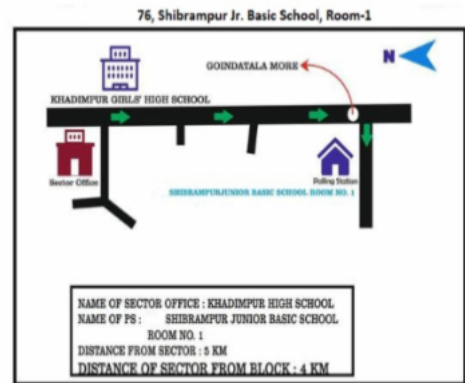 76, Shibrampur Jr. Basic School, Room-1
GOINDATALA MORE
N
KHADIMPUR GIRLS' HIGH SCHOOL
Sector Office
Polling Station
SHIBRAMPURJUNIOR BASIC SCHOOL ROOM NO. 1
NAME OF SECTOR OFFICE : KHADIMPUR HIGH SCHOOL
NAME OF PS : SHIBRAMPUR JUNIOR BASIC SCHOOL
ROOM NO. 1
DISTANCE FROM SECTOR : 5 KM
DISTANCE OF SECTOR FROM BLOCK : 4 KM